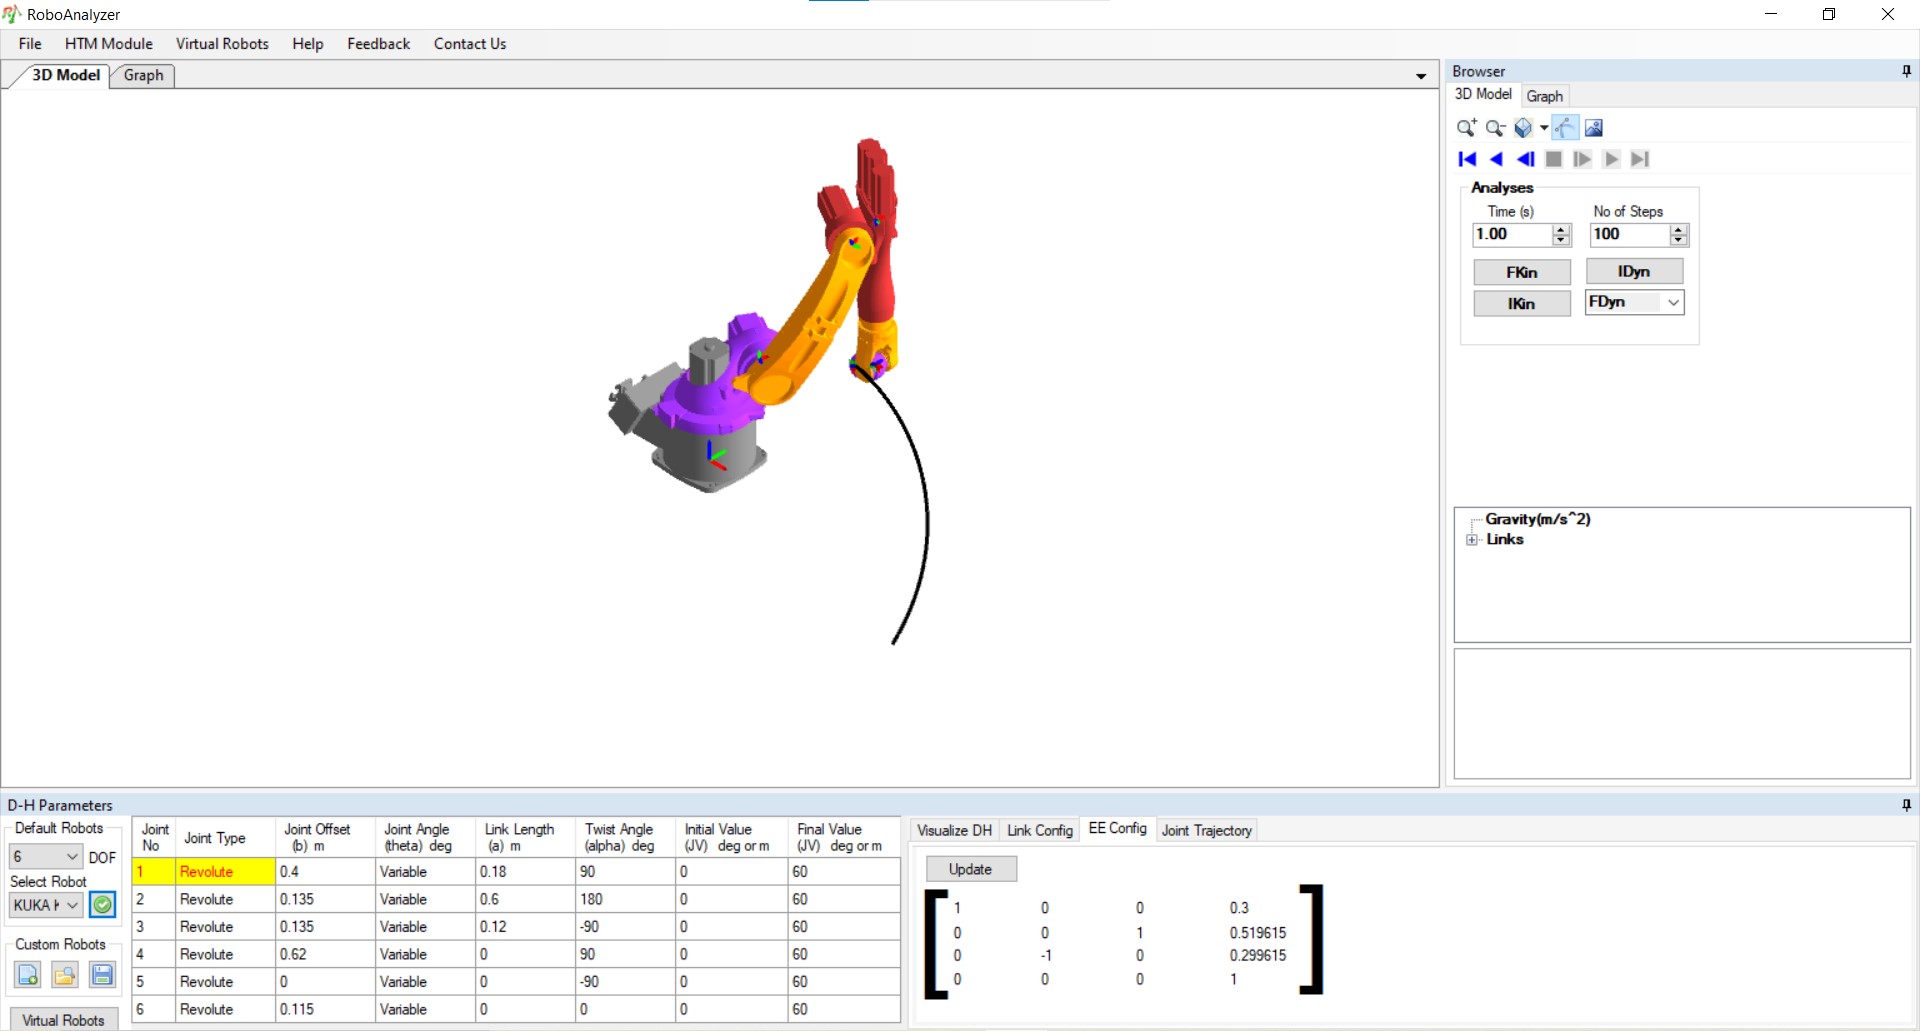 RoboAnalyzer
File HTM Module Virtual Robots Help Feedback Contact Us
3D Model Graph
Browser
3D Model Graph
Analyses
Time (s) No of Steps
1.00 100
FKin IDyn
IKin FDyn
Gravity(m/s^2)
Links
D-H Parameters
Default Robots
6 DOF
Select Robot
KUKA K
Custom Robots
Virtual Robots
Joint No Joint Type Joint Offset (b) m Joint Angle (theta) deg Link Length (a) m Twist Angle (alpha) deg Initial Value (JV) deg or m Final Value (JV) deg or m
1 Revolute 0.4 Variable 0.18 90 0 60
2 Revolute 0.135 Variable 0.6 180 0 60
3 Revolute 0.135 Variable 0.12 -90 0 60
4 Revolute 0.62 Variable 0 90 0 60
5 Revolute 0 Variable 0 -90 0 60
6 Revolute 0.115 Variable 0 0 0 60
Visualize DH Link Config EE Config Joint Trajectory
Update
1 0 0 0.3
0 0 1 0.519615
0 -1 0 0.299615
0 0 0 1